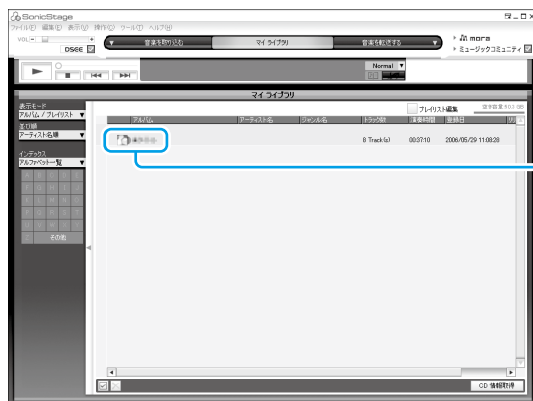 SonicStage
ファイル(F) 編集(E) 表示(V) 操作(C) ツール(T) ヘルプ(H)
VOL
DSEE
音楽を取り込む
マイ ライブラリ
音楽を転送する
mora
ミュージックコミュニティ
Normal
マイ ライブラリ
表示モード
アルバム / プレイリスト
並び順
アーティスト名順
インデックス
アルファベット一覧
その他
プレイリスト編集
アルバム アーティスト名 ジャンル名 トラック数 演奏時間 登録日
8 Track(s) 00:37:10 2006/05/29 11:08:28
CD 情報取得